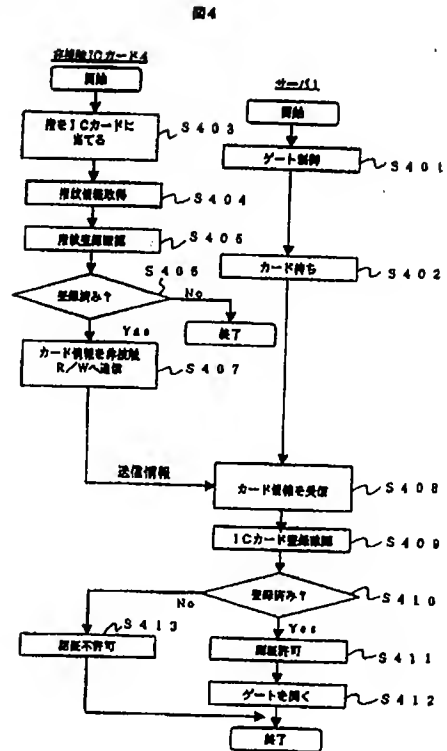 図4
非接触ICカード4
開始
指をICカードに
当てる
S403
指紋情報取得
S404
指紋登録確認
S405
S406
登録済み?
No
終了
Yes
カード情報を非接触
R/Wへ送信
S407
送信情報
サーバ1
開始
ゲート制御
S401
カード待ち
S402
カード情報を受信
S408
ICカード登録確認
S409
登録済み?
S410
No
Yes
S413
認証不許可
認証許可
S411
ゲートを開く
S412
終了